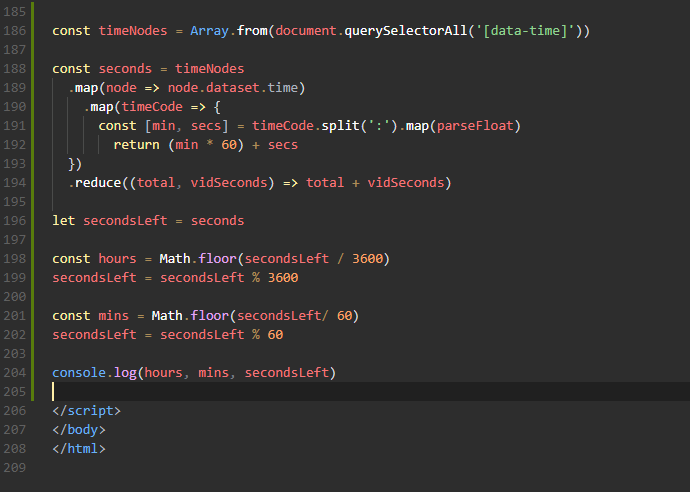 185
186 const timeNodes = Array.from(document.querySelectorAll('[data-time]'))
187
188 const seconds = timeNodes
189   .map(node => node.dataset.time)
190     .map(timeCode => {
191       const [min, secs] = timeCode.split(':').map(parseFloat)
192         return (min * 60) + secs
193   })
194   .reduce((total, vidSeconds) => total + vidSeconds)
195
196 let secondsLeft = seconds
197
198 const hours = Math.floor(secondsLeft / 3600)
199 secondsLeft = secondsLeft % 3600
200
201 const mins = Math.floor(secondsLeft/ 60)
202 secondsLeft = secondsLeft % 60
203
204 console.log(hours, mins, secondsLeft)
205
206 </script>
207 </body>
208 </html>
209